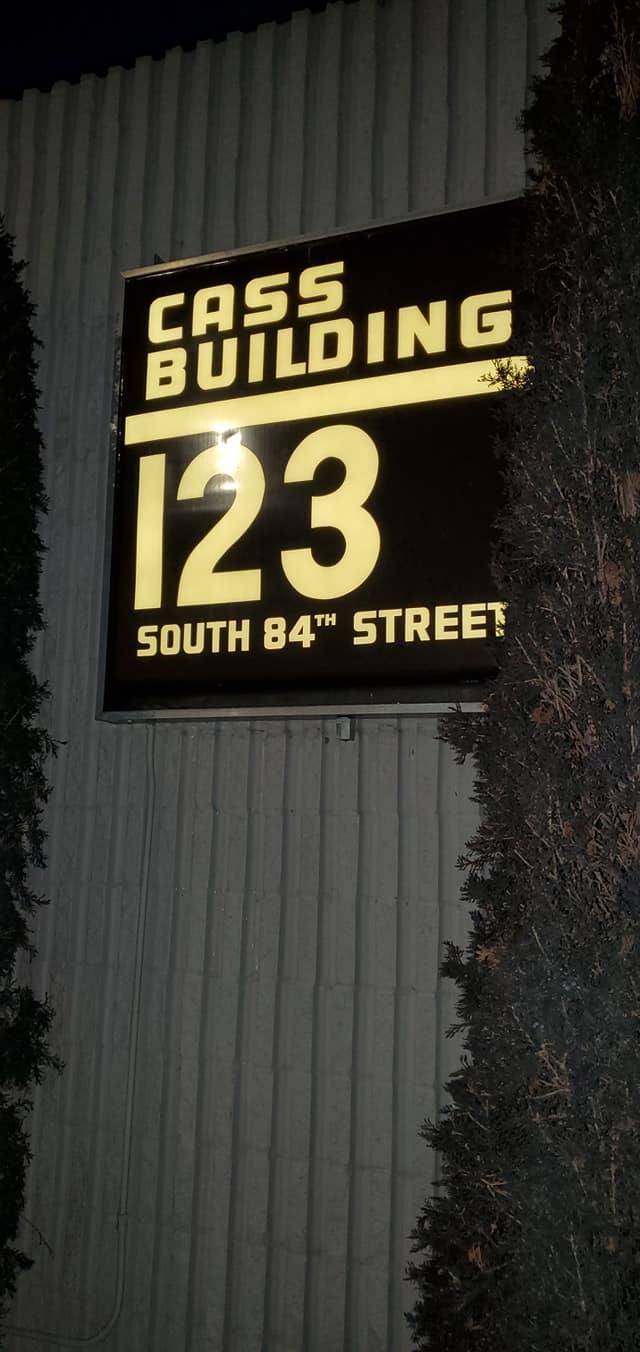 CASS
BUILDING
123
SOUTH 84TH STREET